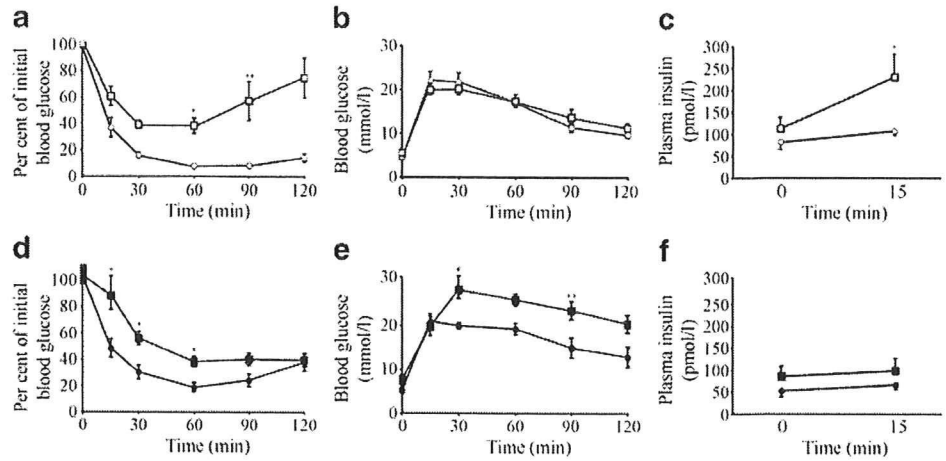 a
Per cent of initial
blood glucose
100
80
60
40
20
0
0 30 60 90 120
Time (min)
*
**
b
Blood glucose
(mmol/l)
30
20
10
0
0 30 60 90 120
Time (min)
c
Plasma insulin
(pmol/l)
300
250
200
150
100
50
0
0 15
Time (min)
*
d
Per cent of initial
blood glucose
100
80
60
40
20
0
0 30 60 90 120
Time (min)
*
*
*
e
Blood glucose
(mmol/l)
30
20
10
0
0 30 60 90 120
Time (min)
*
**
f
Plasma insulin
(pmol/l)
300
250
200
150
100
50
0
0 15
Time (min)